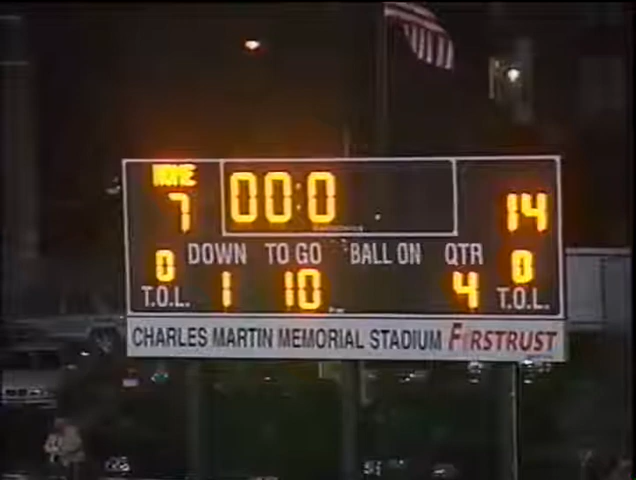 HOME
7 00:0 14
DOWN TO GO BALL ON QTR
0 1 10 4 0
T.O.L. T.O.L.
CHARLES MARTIN MEMORIAL STADIUM FIRSTRUST